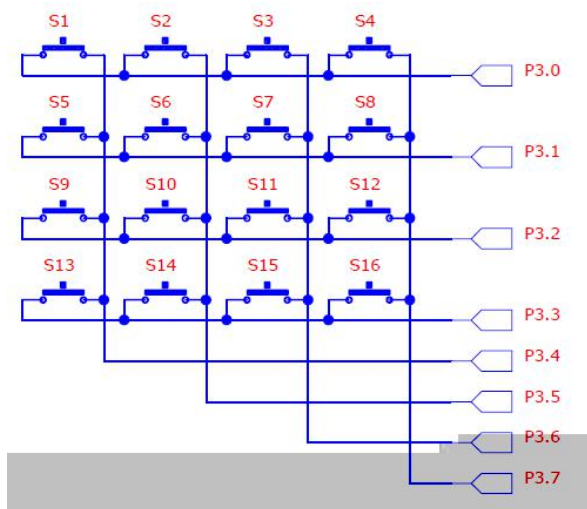 S1 S2 S3 S4
P3.0
S5 S6 S7 S8
P3.1
S9 S10 S11 S12
P3.2
S13 S14 S15 S16
P3.3
P3.4
P3.5
P3.6
P3.7